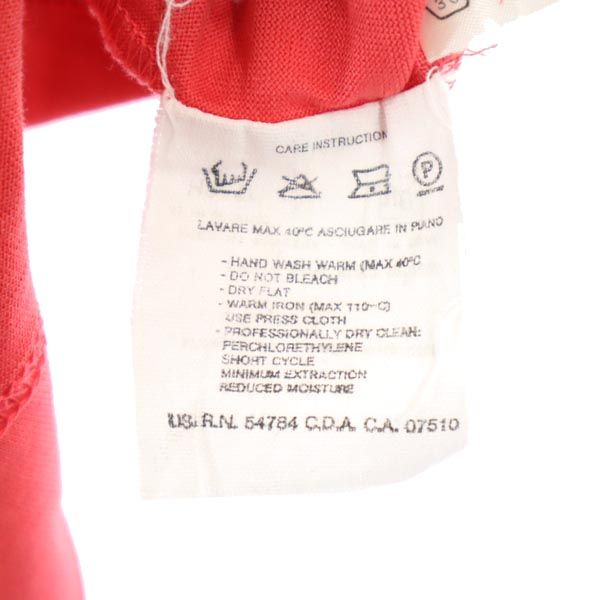 30
CARE INSTRUCTION
P
LAVARE MAX 40°C ASCIUGARE IN PIANO
- HAND WASH WARM (MAX 40°C
- DO NOT BLEACH
- DRY FLAT
- WARM IRON (MAX 110°C)
USE PRESS CLOTH
- PROFESSIONALLY DRY CLEAN:
PERCHLORETHYLENE
SHORT CYCLE
MINIMUM EXTRACTION
REDUCED MOISTURE
US. R.N. 54784 C.D.A. C.A. 07510